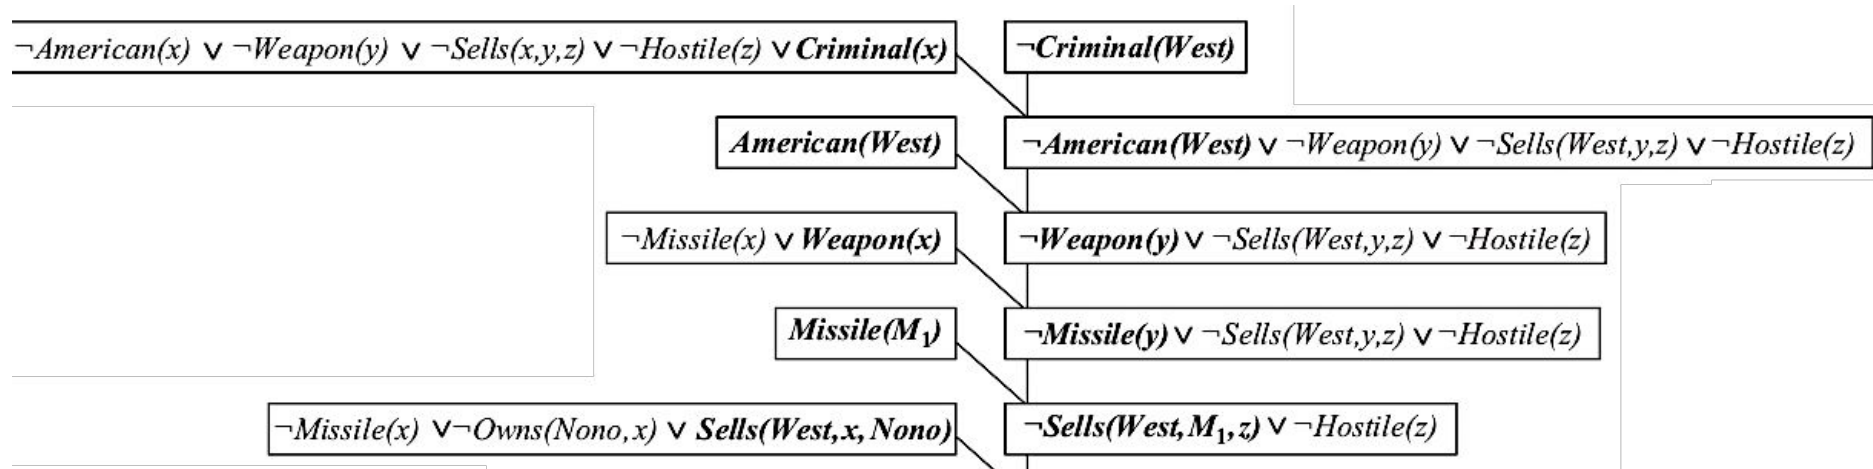 ¬American(x) ∨ ¬Weapon(y) ∨ ¬Sells(x,y,z) ∨ ¬Hostile(z) ∨ Criminal(x) ¬Criminal(West)
American(West) ¬American(West) ∨ ¬Weapon(y) ∨ ¬Sells(West,y,z) ∨ ¬Hostile(z)
¬Missile(x) ∨ Weapon(x) ¬Weapon(y) ∨ ¬Sells(West,y,z) ∨ ¬Hostile(z)
Missile(M₁) ¬Missile(y) ∨ ¬Sells(West,y,z) ∨ ¬Hostile(z)
¬Missile(x) ∨ ¬Owns(Nono,x) ∨ Sells(West,x,Nono) ¬Sells(West,M₁,z) ∨ ¬Hostile(z)